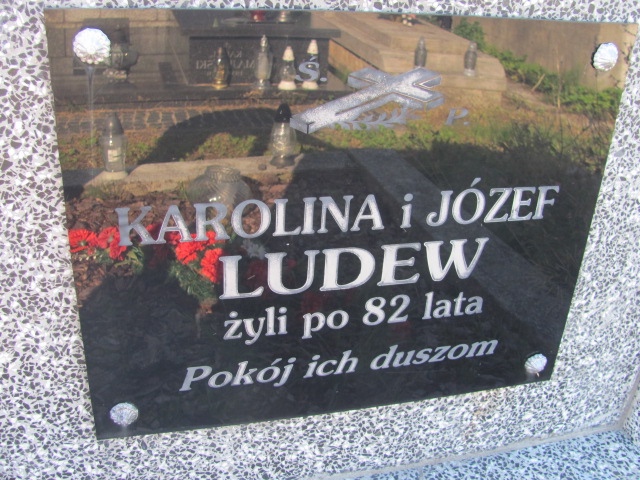 Ś. P.
KAROLINA i JÓZEF
LUDEW
żyli po 82 lata
Pokój ich duszom